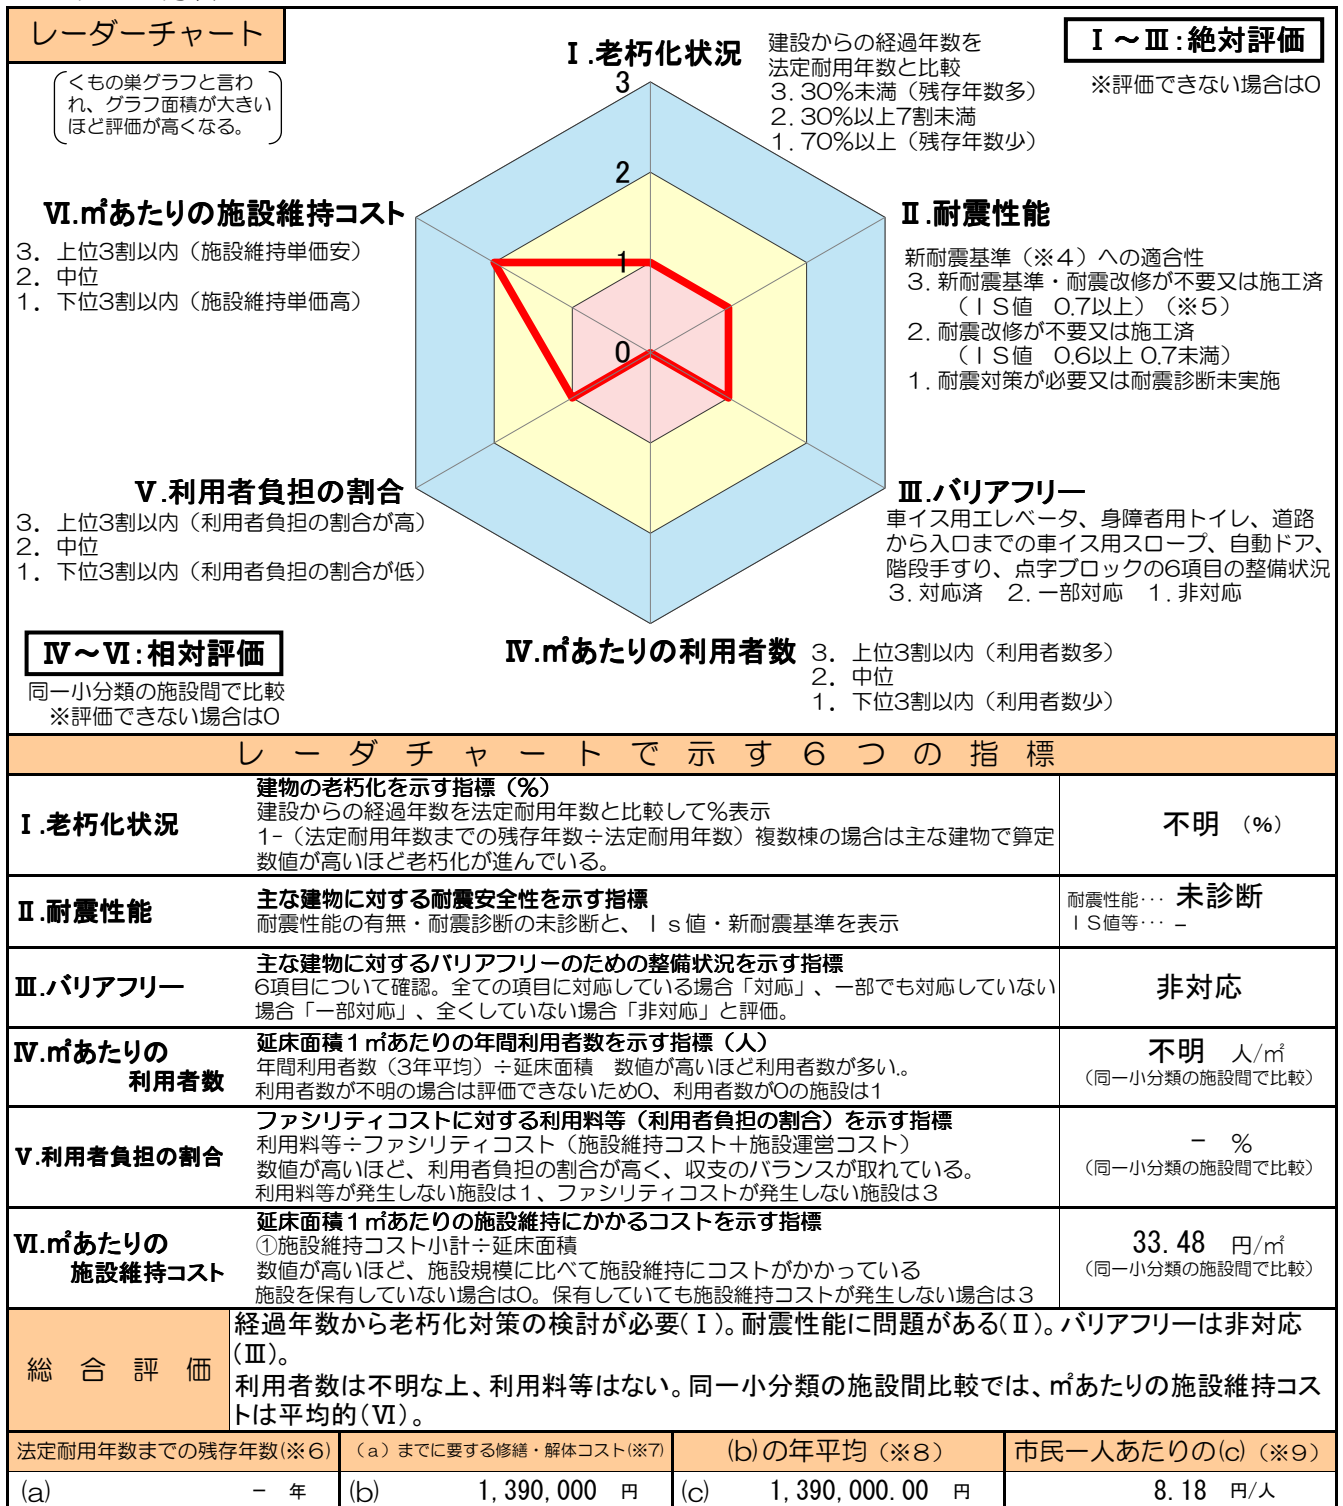 レーダーチャート
くもの巣グラフと言わ
れ、グラフ面積が大きい
ほど評価が高くなる。
Ⅰ.老朽化状況
建設からの経過年数を
法定耐用年数と比較
3.30%未満（残存年数多）
2.30%以上7割未満
1.70%以上（残存年数少）
Ⅰ～Ⅲ:絶対評価
※評価できない場合は0
3
2
1
0
Ⅵ.㎡あたりの施設維持コスト
3．上位3割以内（施設維持単価安）
2．中位
1．下位3割以内（施設維持単価高）
Ⅱ.耐震性能
新耐震基準（※４）への適合性
3．新耐震基準・耐震改修が不要又は施工済
（ＩＳ値　0.7以上）（※５）
2．耐震改修が不要又は施工済
（ＩＳ値　0.6以上 0.7未満）
1．耐震対策が必要又は耐震診断未実施
Ⅴ.利用者負担の割合
3．上位3割以内（利用者負担の割合が高）
2．中位
1．下位3割以内（利用者負担の割合が低）
Ⅲ.バリアフリー
車イス用エレベータ、身障者用トイレ、道路
から入口までの車イス用スロープ、自動ドア、
階段手すり、点字ブロックの6項目の整備状況
3．対応済　2．一部対応　1．非対応
Ⅳ～Ⅵ:相対評価
同一小分類の施設間で比較
※評価できない場合は0
Ⅳ.㎡あたりの利用者数
3．上位3割以内（利用者数多）
2．中位
1．下位3割以内（利用者数少）
レーダチャートで示す６つの指標
Ⅰ.老朽化状況
建物の老朽化を示す指標（%）
建設からの経過年数を法定耐用年数と比較して%表示
1-（法定耐用年数までの残存年数÷法定耐用年数）複数棟の場合は主な建物で算定
数値が高いほど老朽化が進んでいる。
不明（%）
Ⅱ.耐震性能
主な建物に対する耐震安全性を示す指標
耐震性能の有無・耐震診断の未診断と、Ｉｓ値・新耐震基準を表示
耐震性能･･･ 未診断
ＩＳ値等･･･ －
Ⅲ.バリアフリー
主な建物に対するバリアフリーのための整備状況を示す指標
6項目について確認。全ての項目に対応している場合「対応」、一部でも対応していない
場合「一部対応」、全くしていない場合「非対応」と評価。
非対応
Ⅳ.㎡あたりの
利用者数
延床面積１㎡あたりの年間利用者数を示す指標（人）
年間利用者数（3年平均）÷延床面積　数値が高いほど利用者数が多い。
利用者数が不明の場合は評価できないため0、利用者数が0の施設は1
不明　人/㎡
（同一小分類の施設間で比較）
Ⅴ.利用者負担の割合
ファシリティコストに対する利用料等（利用者負担の割合）を示す指標
利用料等÷ファシリティコスト（施設維持コスト＋施設運営コスト）
数値が高いほど、利用者負担の割合が高く、収支のバランスが取れている。
利用料等が発生しない施設は１、ファシリティコストが発生しない施設は３
－　%
（同一小分類の施設間で比較）
Ⅵ.㎡あたりの
施設維持コスト
延床面積１㎡あたりの施設維持にかかるコストを示す指標
①施設維持コスト小計÷延床面積
数値が高いほど、施設規模に比べて施設維持にコストがかかっている
施設を保有していない場合は0。保有していても施設維持コストが発生しない場合は３
33.48　円/㎡
（同一小分類の施設間で比較）
総合評価
経過年数から老朽化対策の検討が必要(Ⅰ)。耐震性能に問題がある(Ⅱ)。バリアフリーは非対応
(Ⅲ)。
利用者数は不明な上、利用料等はない。同一小分類の施設間比較では、㎡あたりの施設維持コス
トは平均的(Ⅵ)。
法定耐用年数までの残存年数(※６)
（a）までに要する修繕・解体コスト(※7)
(b)の年平均（※８）
市民一人あたりの(c)（※９）
(a)　－　年
(b)　1,390,000　円
(c)　1,390,000.00　円
8.18　円/人